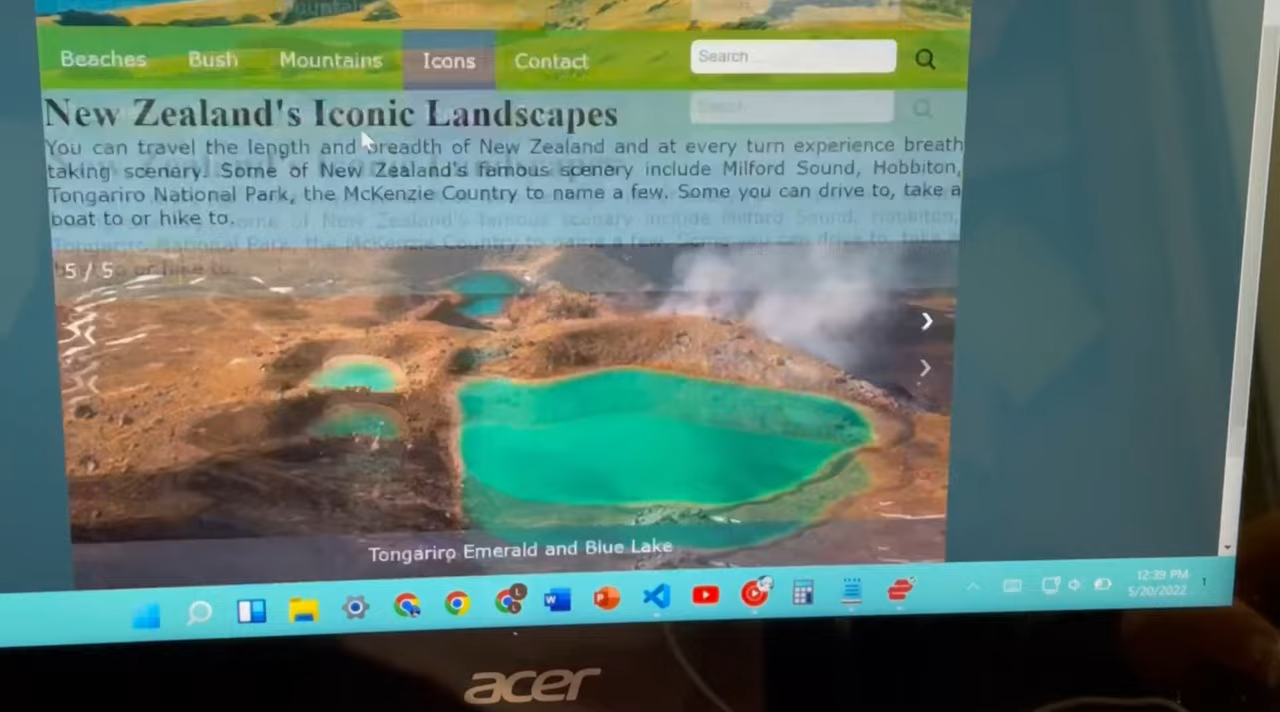 Beaches Bush Mountains Icons Contact Search
New Zealand's Iconic Landscapes
You can travel the length and breadth of New Zealand and at every turn experience breath
taking scenery. Some of New Zealand's famous scenery include Milford Sound, Hobbiton,
Tongariro National Park, the McKenzie Country to name a few. Some you can drive to, take a
boat to or hike to.
5 / 5
Tongariro Emerald and Blue Lake
12:39 PM
5/20/2022
acer